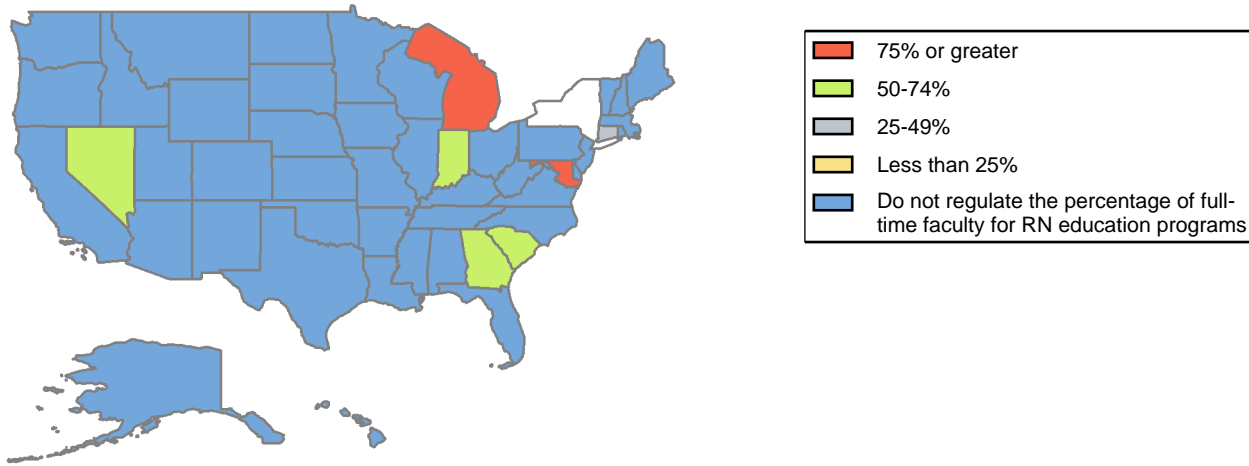 75% or greater
50-74%
25-49%
Less than 25%
Do not regulate the percentage of full-
time faculty for RN education programs